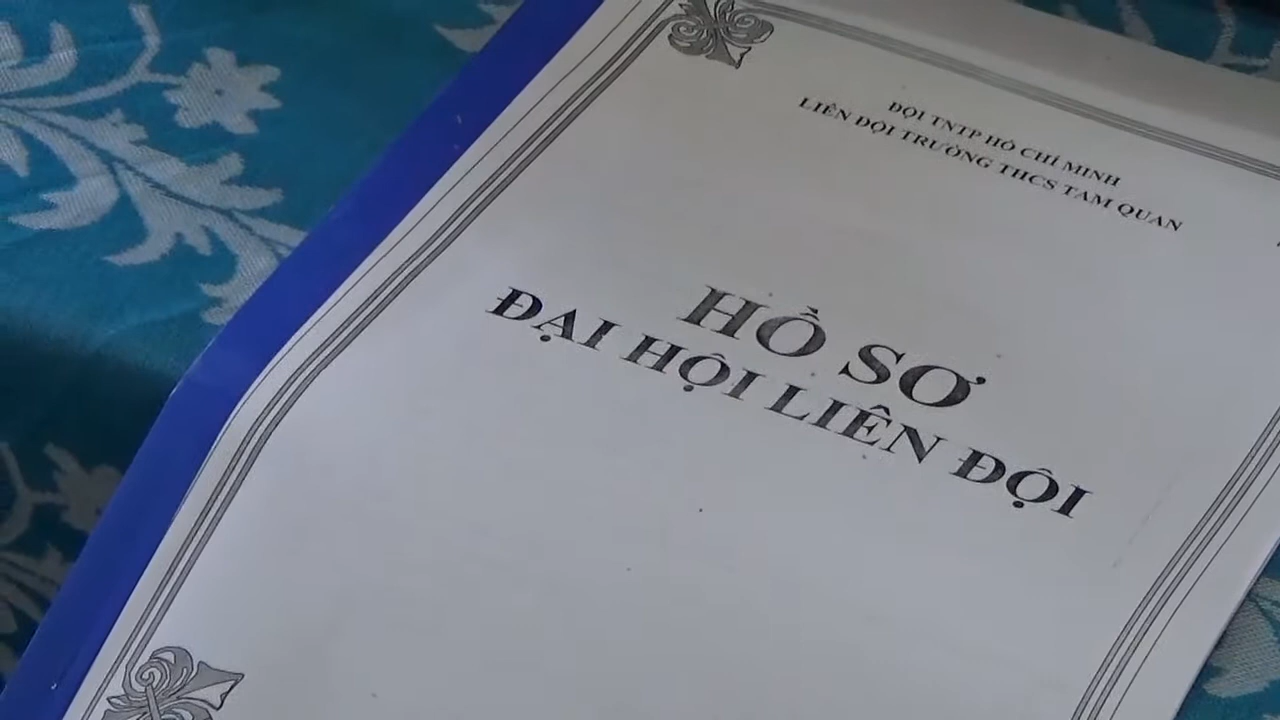 ĐỘI TNTP HỒ CHÍ MINH
LIÊN ĐỘI TRƯỜNG THCS TAM QUAN
HỒ SƠ
ĐẠI HỘI LIÊN ĐỘI